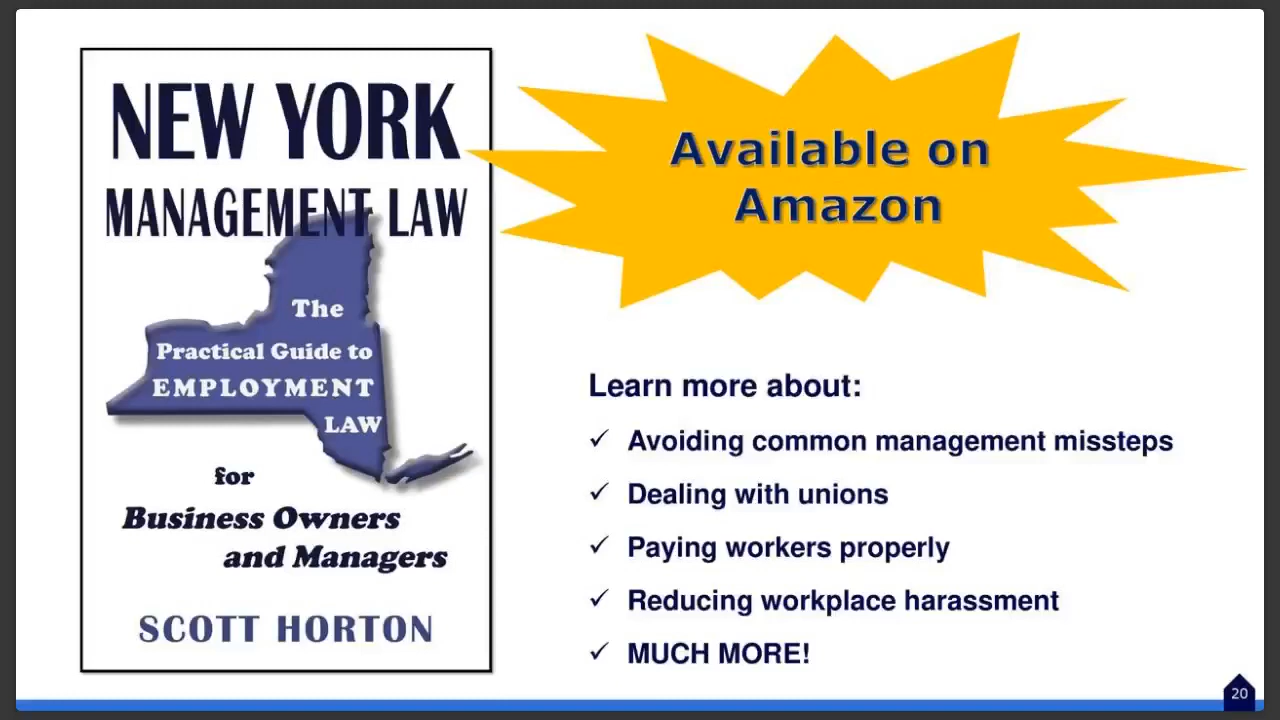 NEW YORK
MANAGEMENT LAW
The
Practical Guide to
EMPLOYMENT
LAW
for
Business Owners
and Managers
SCOTT HORTON
Available on
Amazon
Learn more about:
✓ Avoiding common management missteps
✓ Dealing with unions
✓ Paying workers properly
✓ Reducing workplace harassment
✓ MUCH MORE!
20